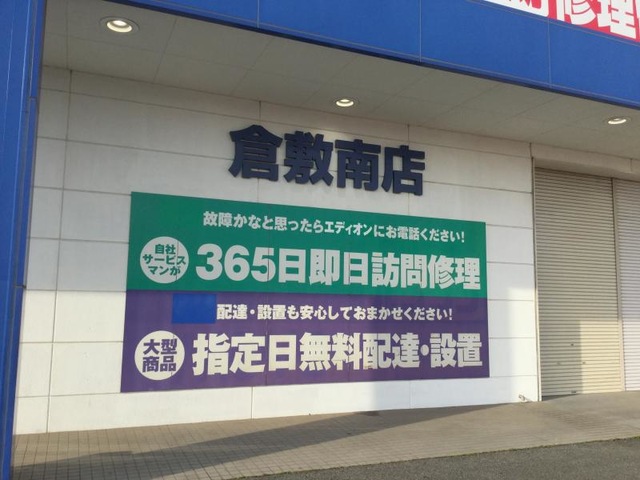 修理
倉敷南店
故障かなと思ったらエディオンにお電話ください!
自社
サービス
マンが
365日即日訪問修理
配達・設置も安心しておまかせください!
大型
商品
指定日無料配達・設置